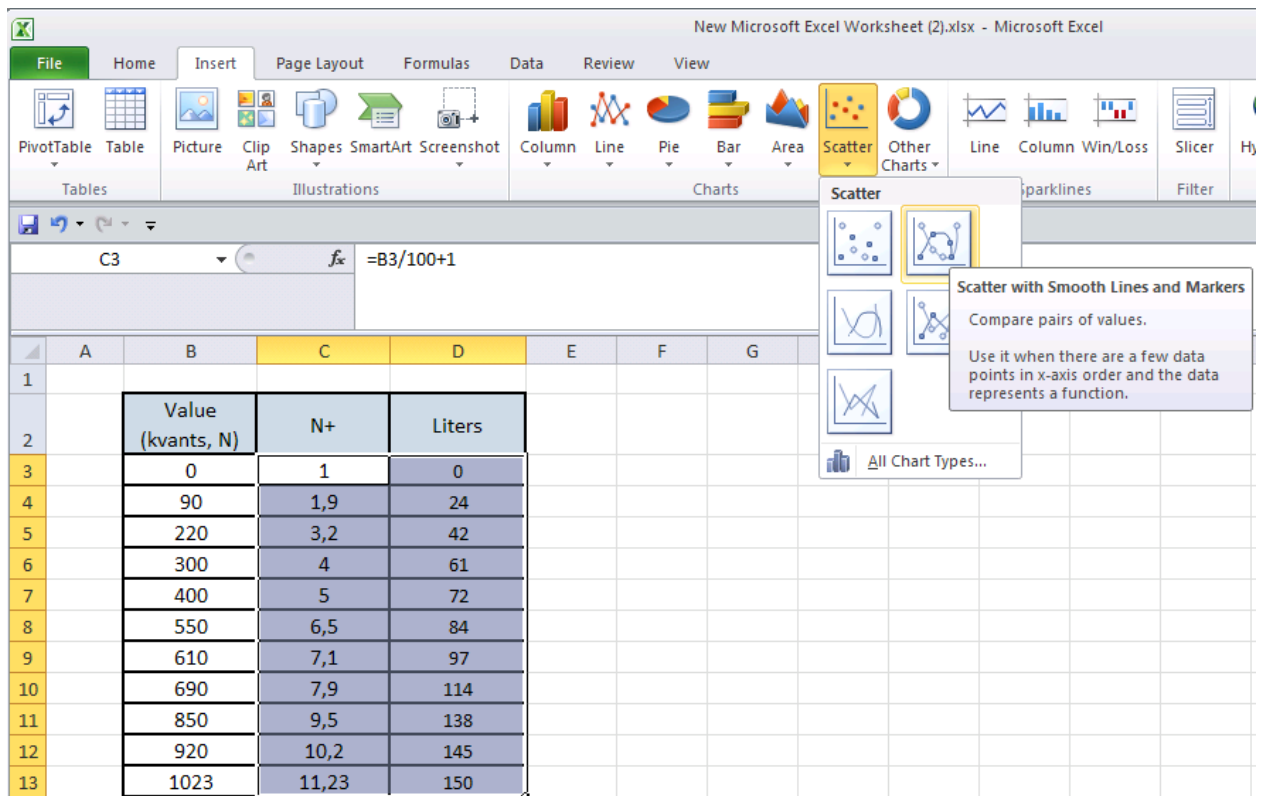 New Microsoft Excel Worksheet (2).xlsx - Microsoft Excel
File Home Insert Page Layout Formulas Data Review View
PivotTable Table Picture Clip Art Shapes SmartArt Screenshot Column Line Pie Bar Area Scatter Other Charts Line Column Win/Loss Slicer
Tables Illustrations Charts Sparklines Filter
C3 fx =B3/100+1
Scatter
Scatter with Smooth Lines and Markers
Compare pairs of values.
Use it when there are a few data
points in x-axis order and the data
represents a function.
All Chart Types...
A B C D E F G
1
2 Value (kvants, N) N+ Liters
3 0 1 0
4 90 1,9 24
5 220 3,2 42
6 300 4 61
7 400 5 72
8 550 6,5 84
9 610 7,1 97
10 690 7,9 114
11 850 9,5 138
12 920 10,2 145
13 1023 11,23 150